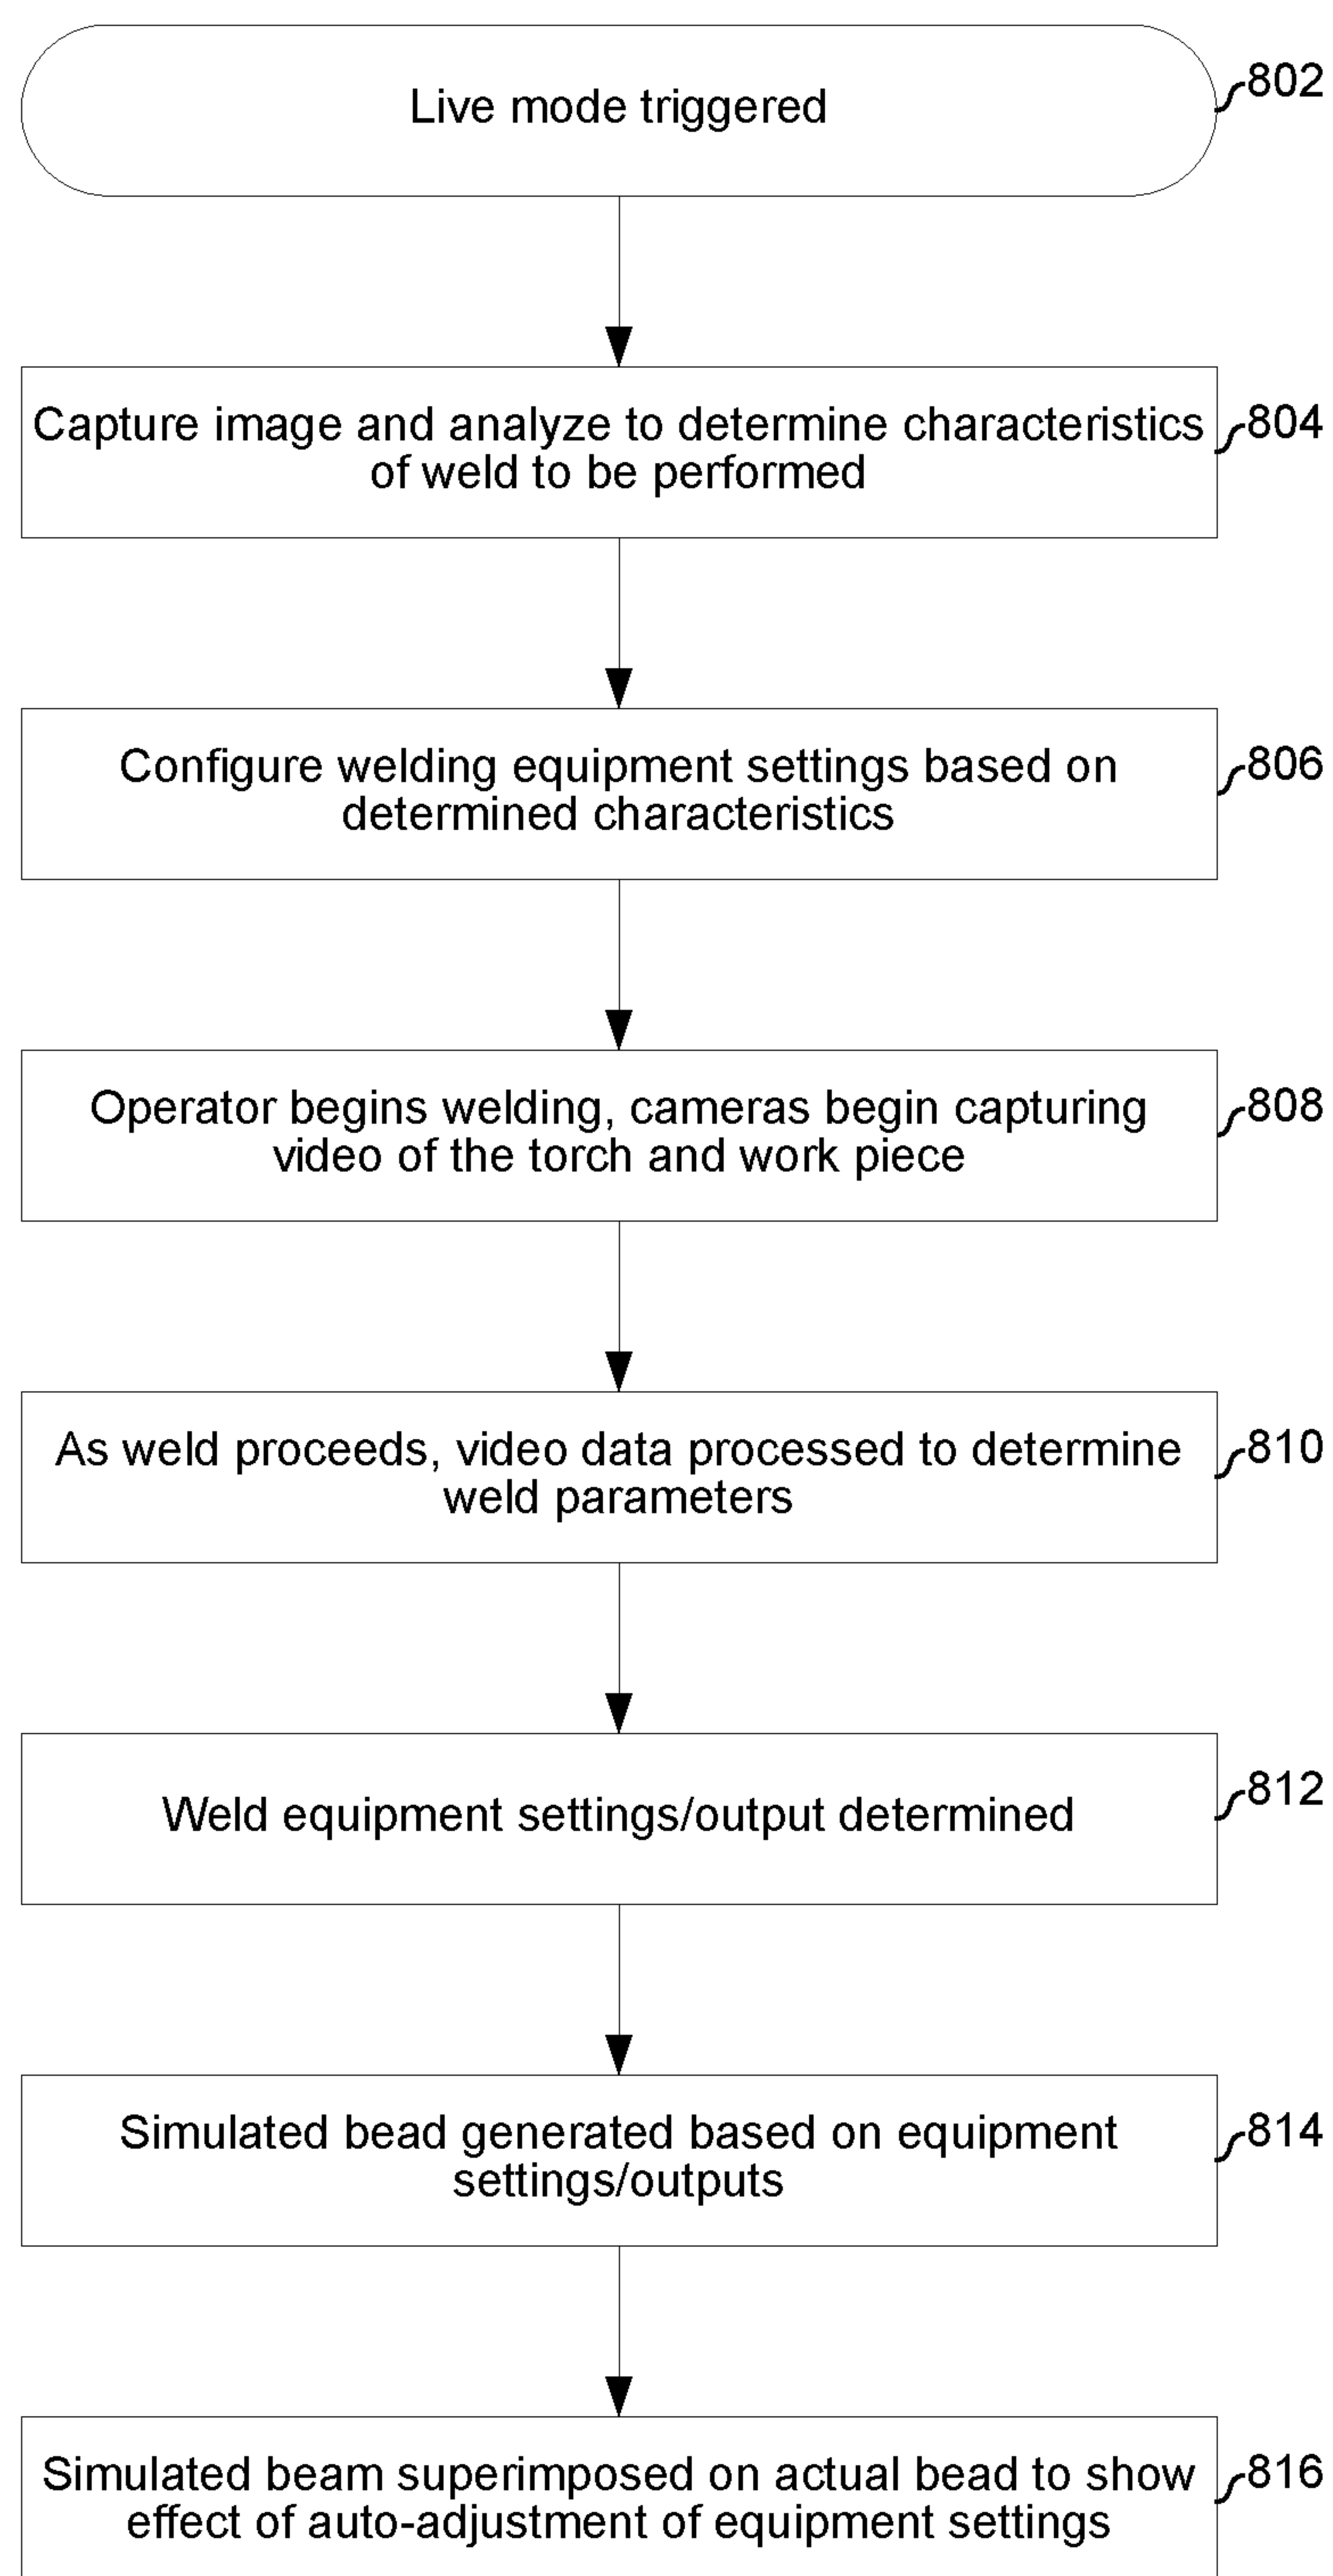 Live mode triggered
802
Capture image and analyze to determine characteristics
of weld to be performed
804
Configure welding equipment settings based on
determined characteristics
806
Operator begins welding, cameras begin capturing
video of the torch and work piece
808
As weld proceeds, video data processed to determine
weld parameters
810
Weld equipment settings/output determined
812
Simulated bead generated based on equipment
settings/outputs
814
Simulated beam superimposed on actual bead to show
effect of auto-adjustment of equipment settings
816